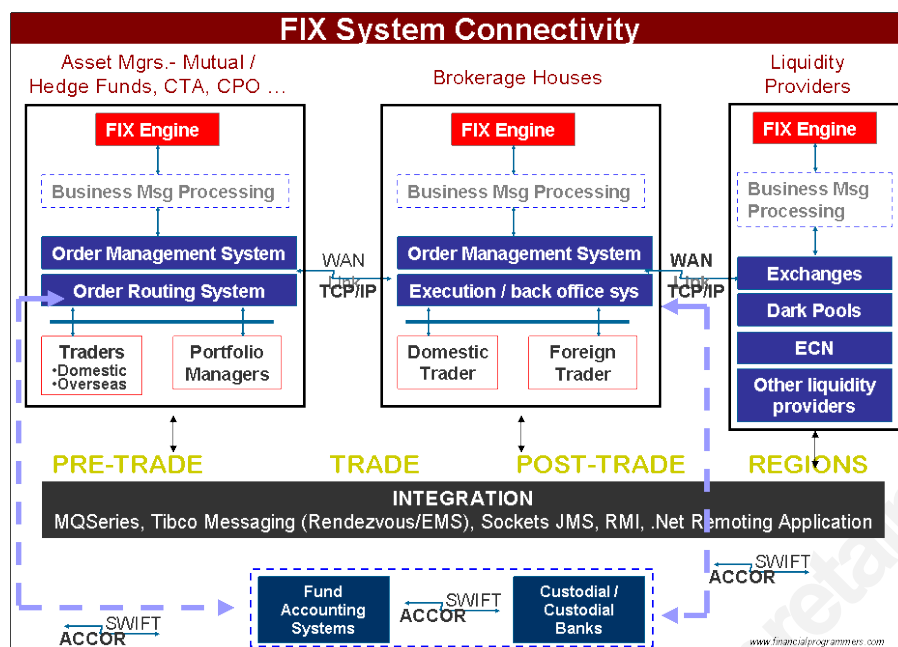 FIX System Connectivity
Asset Mgrs.- Mutual /
Hedge Funds, CTA, CPO ...
Brokerage Houses
Liquidity
Providers
FIX Engine
Business Msg Processing
Order Management System
Order Routing System
Traders
•Domestic
•Overseas
Portfolio
Managers
WAN
Link
TCP/IP
FIX Engine
Business Msg Processing
Order Management System
Execution / back office sys
Domestic
Trader
Foreign
Trader
WAN
Link
TCP/IP
FIX Engine
Business Msg
Processing
Exchanges
Dark Pools
ECN
Other liquidity
providers
PRE-TRADE
TRADE
POST-TRADE
REGIONS
INTEGRATION
MQSeries, Tibco Messaging (Rendezvous/EMS), Sockets JMS, RMI, .Net Remoting Application
SWIFT
ACCOR
Fund
Accounting
Systems
SWIFT
ACCOR
Custodial /
Custodial
Banks
SWIFT
ACCOR
www.financialprogrammers.com